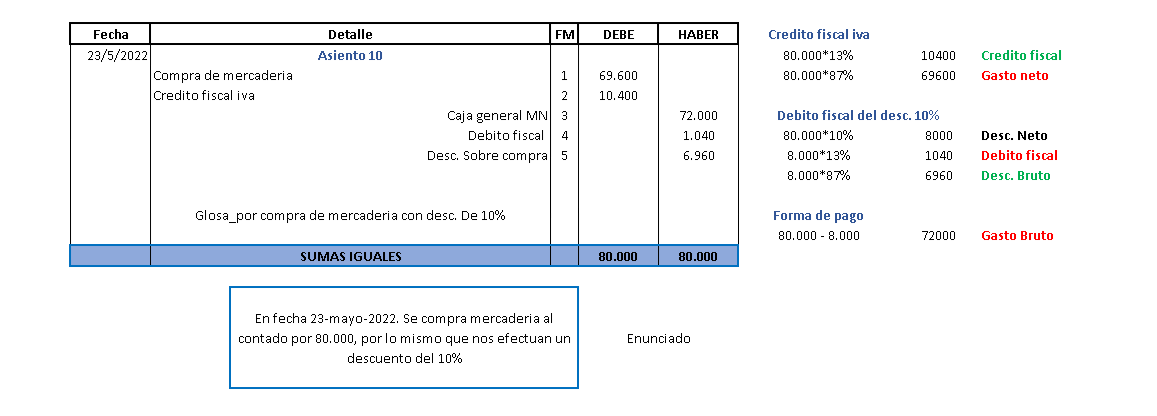 Fecha Detalle FM DEBE HABER Credito fiscal iva
23/5/2022 Asiento 10 80.000*13% 10400 Credito fiscal
Compra de mercaderia 1 69.600 80.000*87% 69600 Gasto neto
Credito fiscal iva 2 10.400
Caja general MN 3 72.000 Debito fiscal del desc. 10%
Debito fiscal 4 1.040 80.000*10% 8000 Desc. Neto
Desc. Sobre compra 5 6.960 8.000*13% 1040 Debito fiscal
8.000*87% 6960 Desc. Bruto
Glosa_por compra de mercaderia con desc. De 10% Forma de pago
80.000 - 8.000 72000 Gasto Bruto
SUMAS IGUALES 80.000 80.000
En fecha 23-mayo-2022. Se compra mercaderia al
contado por 80.000, por lo mismo que nos efectuan un Enunciado
descuento del 10%